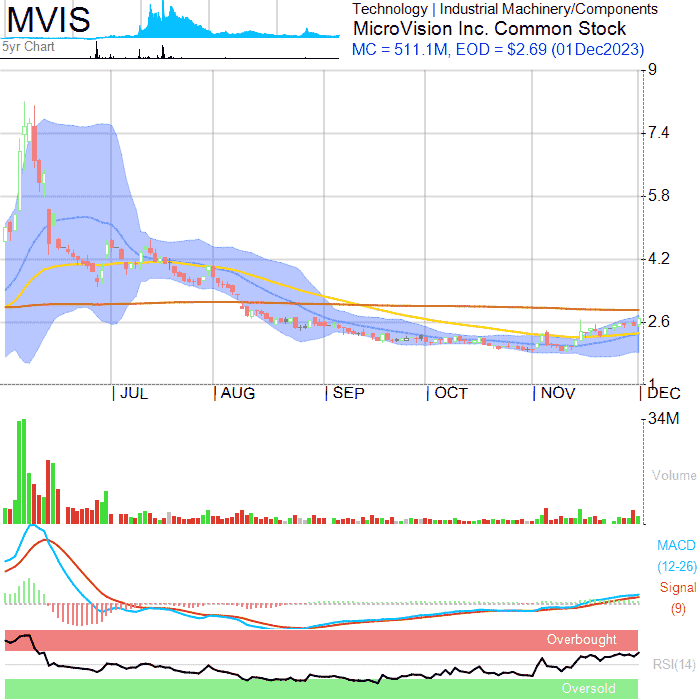 MVIS
5yr Chart
Technology | Industrial Machinery/Components
MicroVision Inc. Common Stock
MC = 511.1M, EOD = $2.69 (01Dec2023)
9
7.4
5.8
4.2
2.6
1
JUL AUG SEP OCT NOV DEC
34M
Volume
MACD
(12-26)
Signal
(9)
Overbought
RSI(14)
Oversold